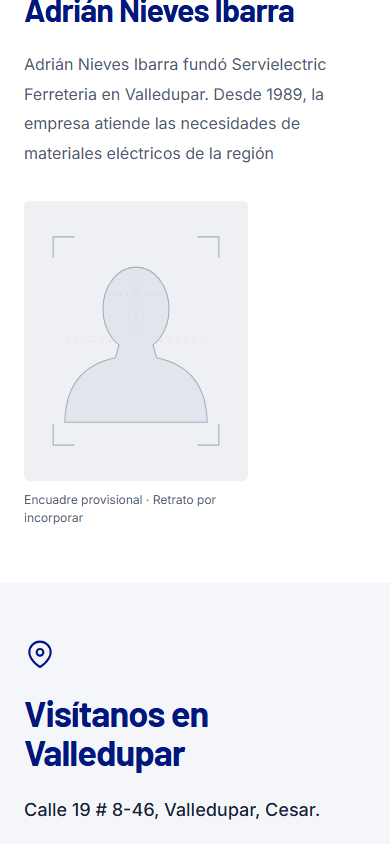 Adrián Nieves Ibarra
Adrián Nieves Ibarra fundó Servielectric
Ferreteria en Valledupar. Desde 1989, la
empresa atiende las necesidades de
materiales eléctricos de la región
Encuadre provisional · Retrato por
incorporar
Visítanos en
Valledupar
Calle 19 # 8-46, Valledupar, Cesar.